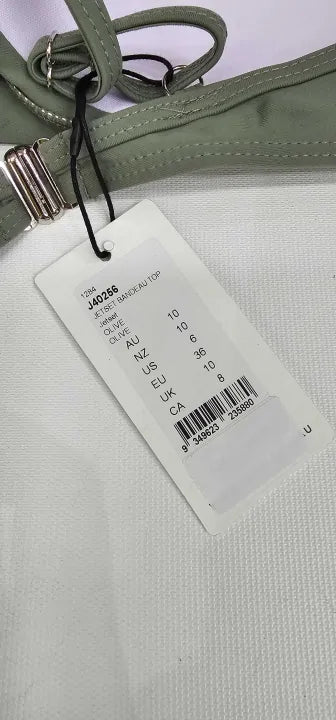 1284
J40256
JETSET BANDEAU TOP
Jetset
OLIVE
OLIVE
AU 10
NZ 10
US 6
EU 36
UK 10
CA 8
9 349623 235880
U